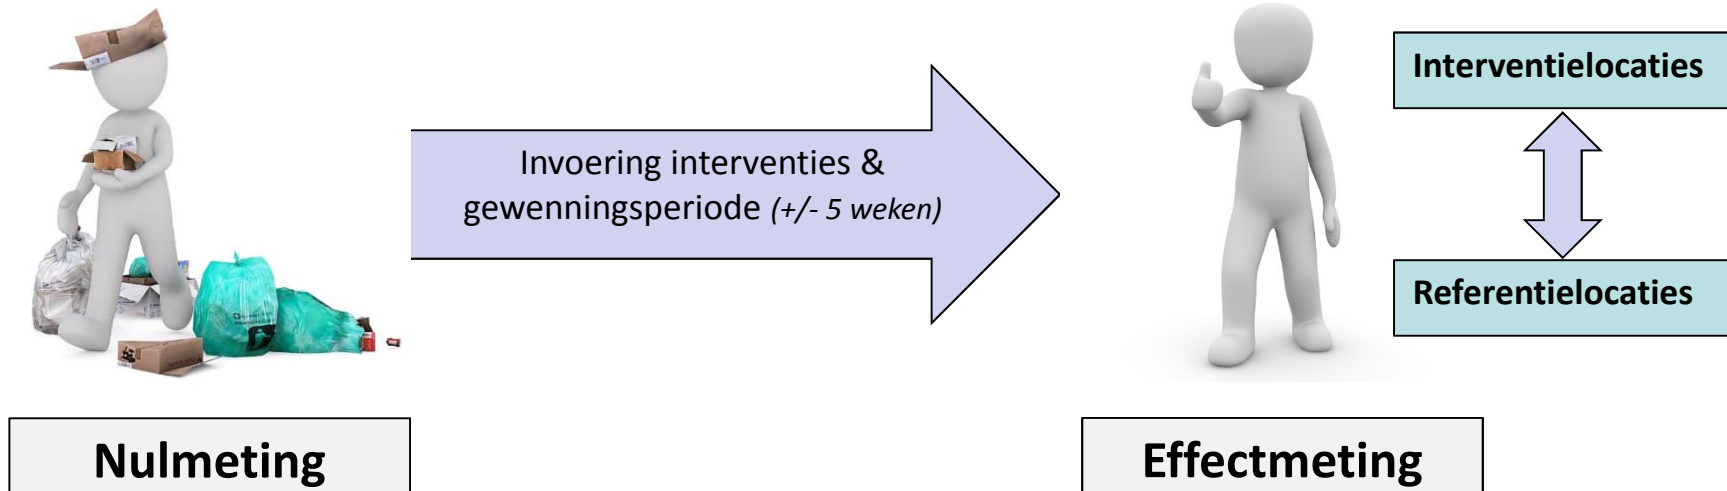 Invoering interventies &
gewenningsperiode (+/- 5 weken)
Interventielocaties
Referentielocaties
Nulmeting
Effectmeting